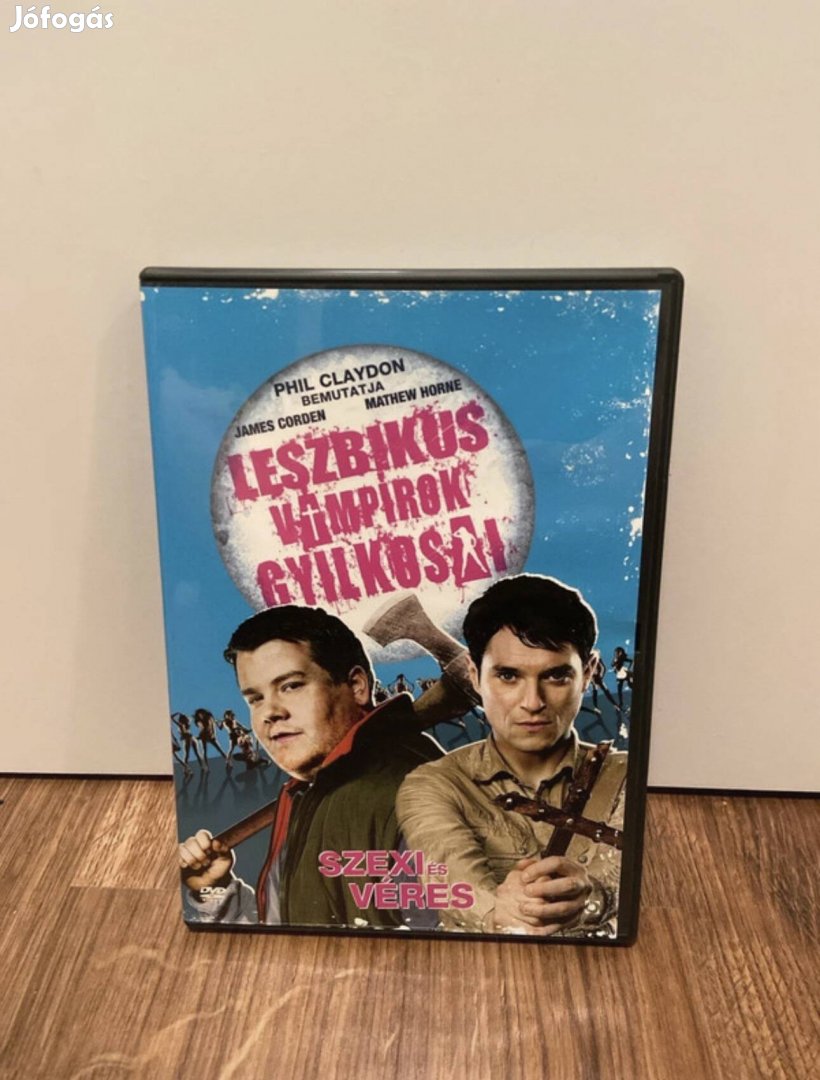 Jófogás
PHIL CLAYDON
BEMUTATJA
JAMES CORDEN MATHEW HORNE
LESZBIKUS
VÁMPÍROK
GYILKOSAI
SZEXI ÉS
VÉRES
DVD